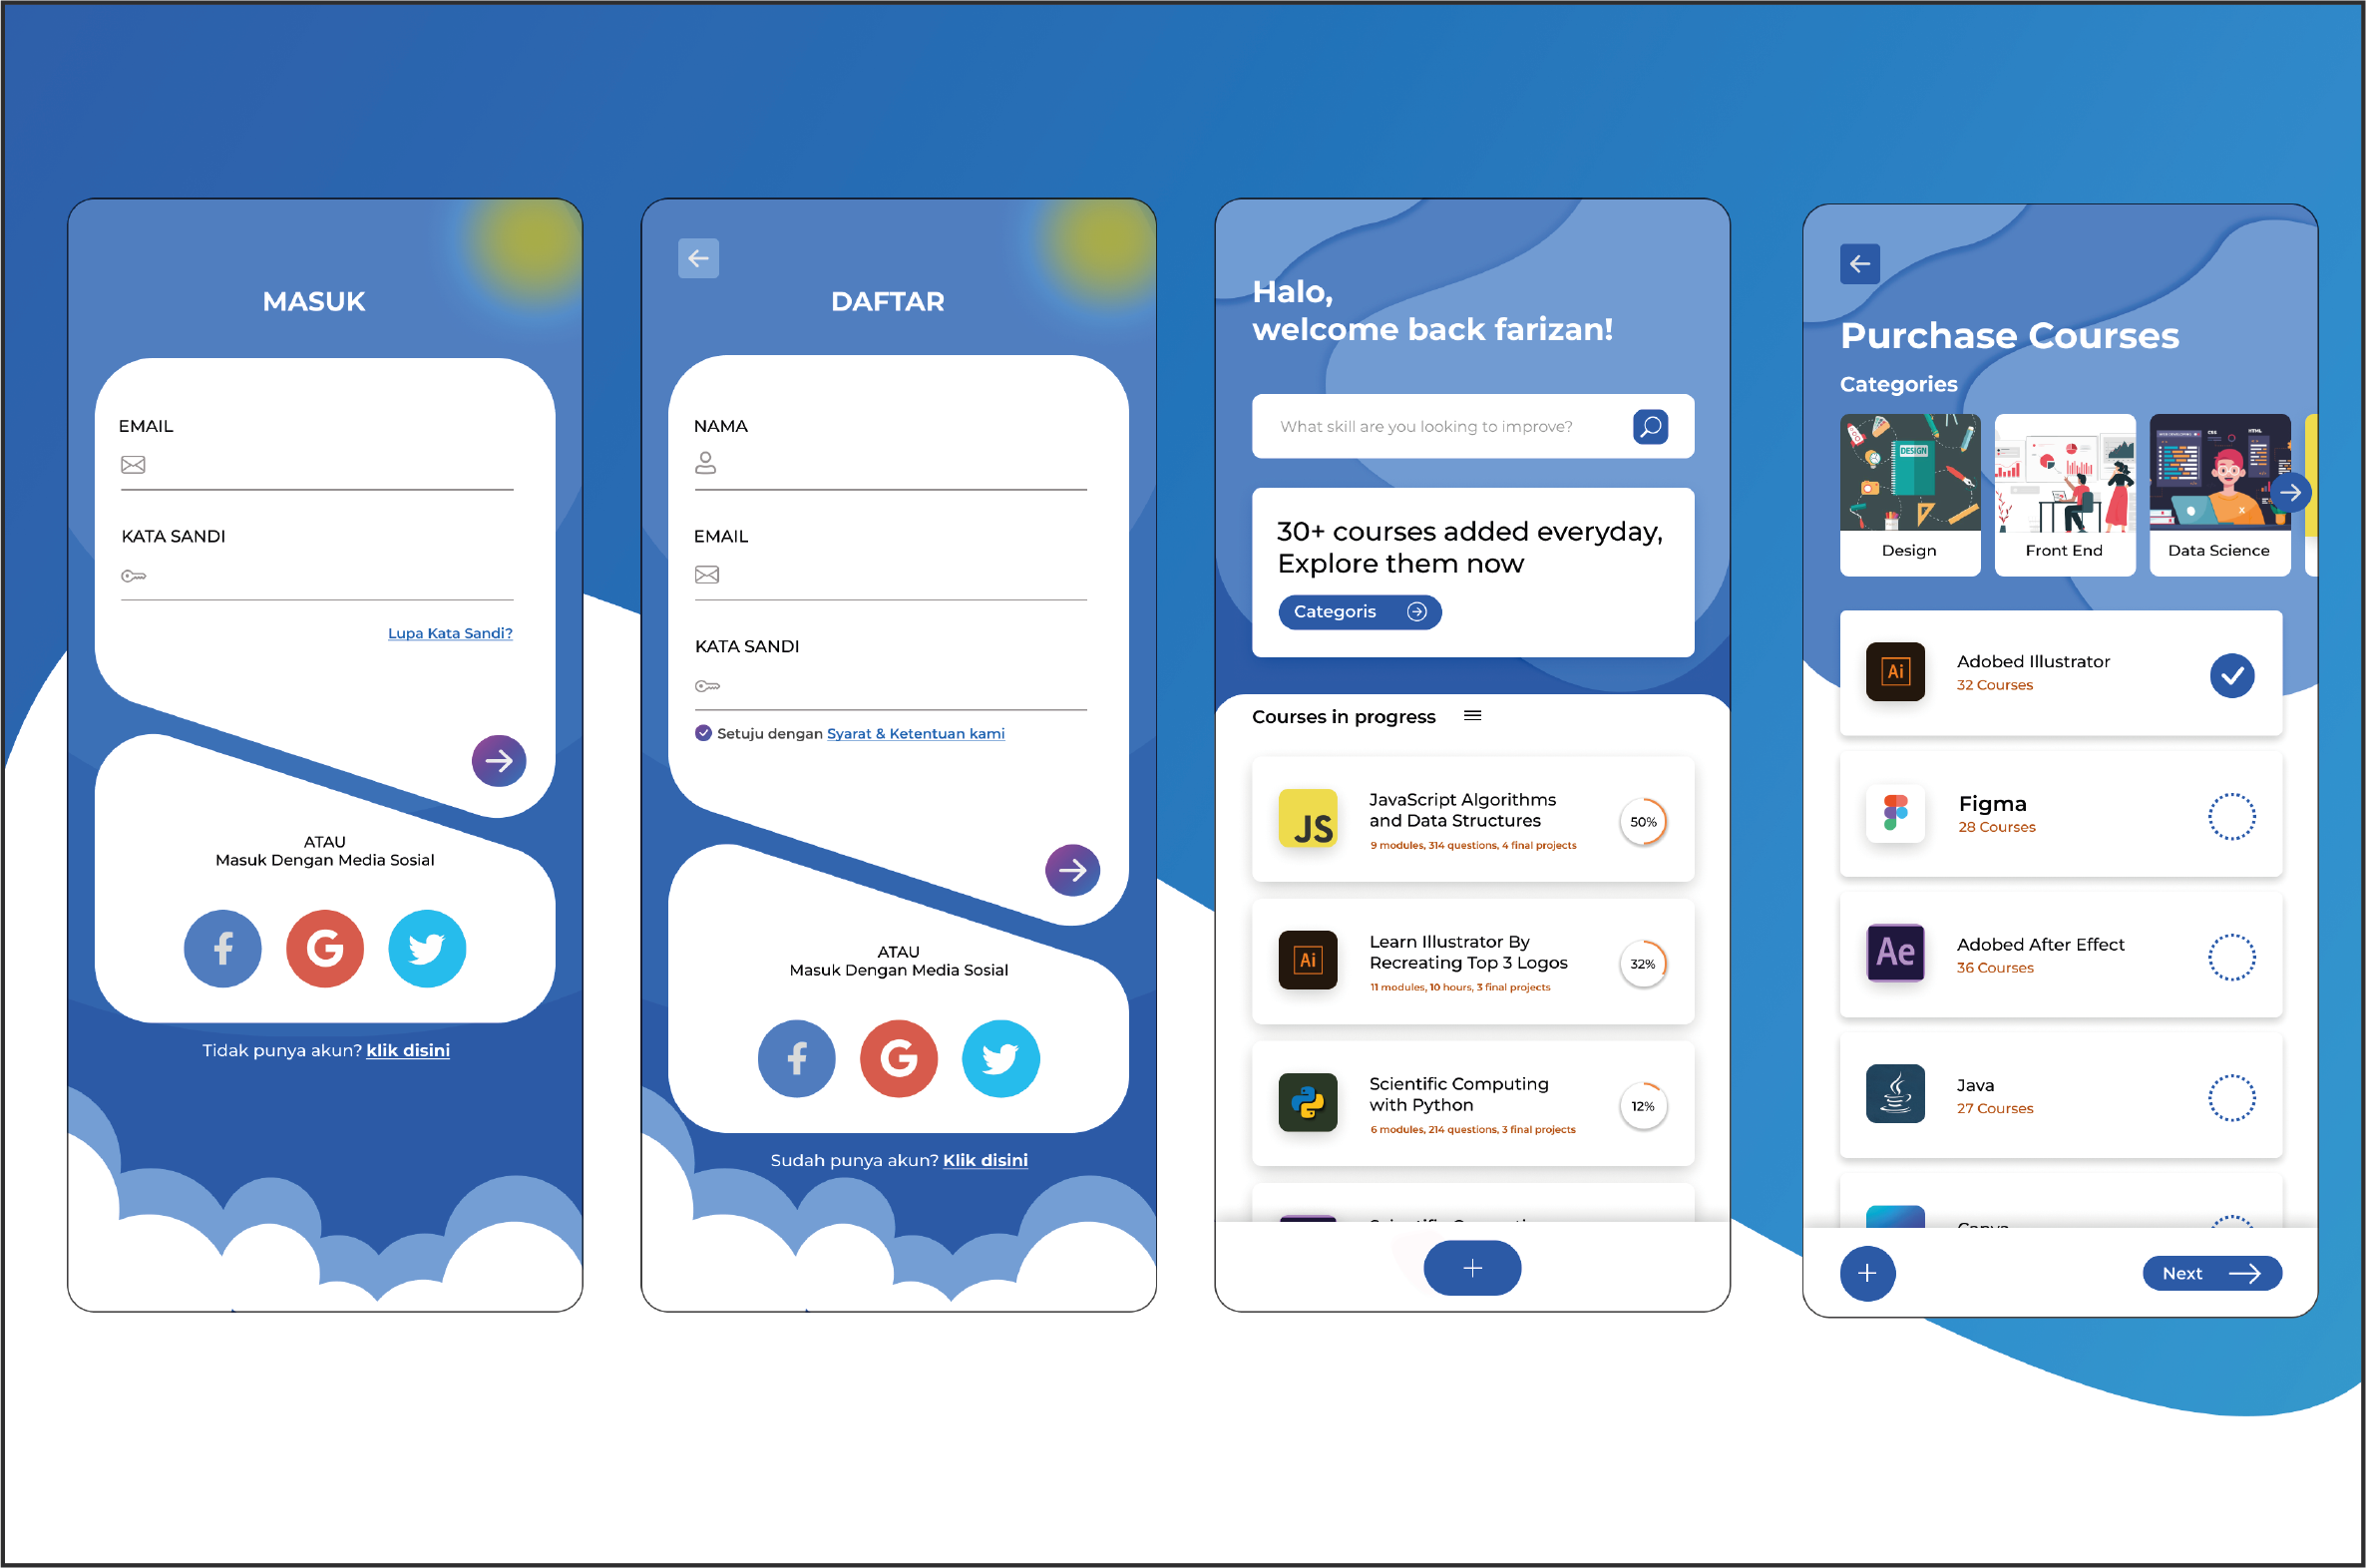 MASUK
EMAIL
KATA SANDI
Lupa Kata Sandi?
ATAU
Masuk Dengan Media Sosial
f
G
Tidak punya akun? klik disini
DAFTAR
NAMA
EMAIL
KATA SANDI
Setuju dengan Syarat & Ketentuan kami
ATAU
Masuk Dengan Media Sosial
f
G
Sudah punya akun? Klik disini
Halo,
welcome back farizan!
What skill are you looking to improve?
30+ courses added everyday,
Explore them now
Categoris
Courses in progress
JS
JavaScript Algorithms
and Data Structures
9 modules, 314 questions, 4 final projects
50%
Ai
Learn Illustrator By
Recreating Top 3 Logos
11 modules, 10 hours, 3 final projects
32%
Scientific Computing
with Python
6 modules, 214 questions, 3 final projects
12%
Purchase Courses
Categories
DESIGN
CSS
HTML
Design
Front End
Data Science
Ai
Adobed Illustrator
32 Courses
Figma
28 Courses
Ae
Adobed After Effect
36 Courses
Java
27 Courses
Canva
Next